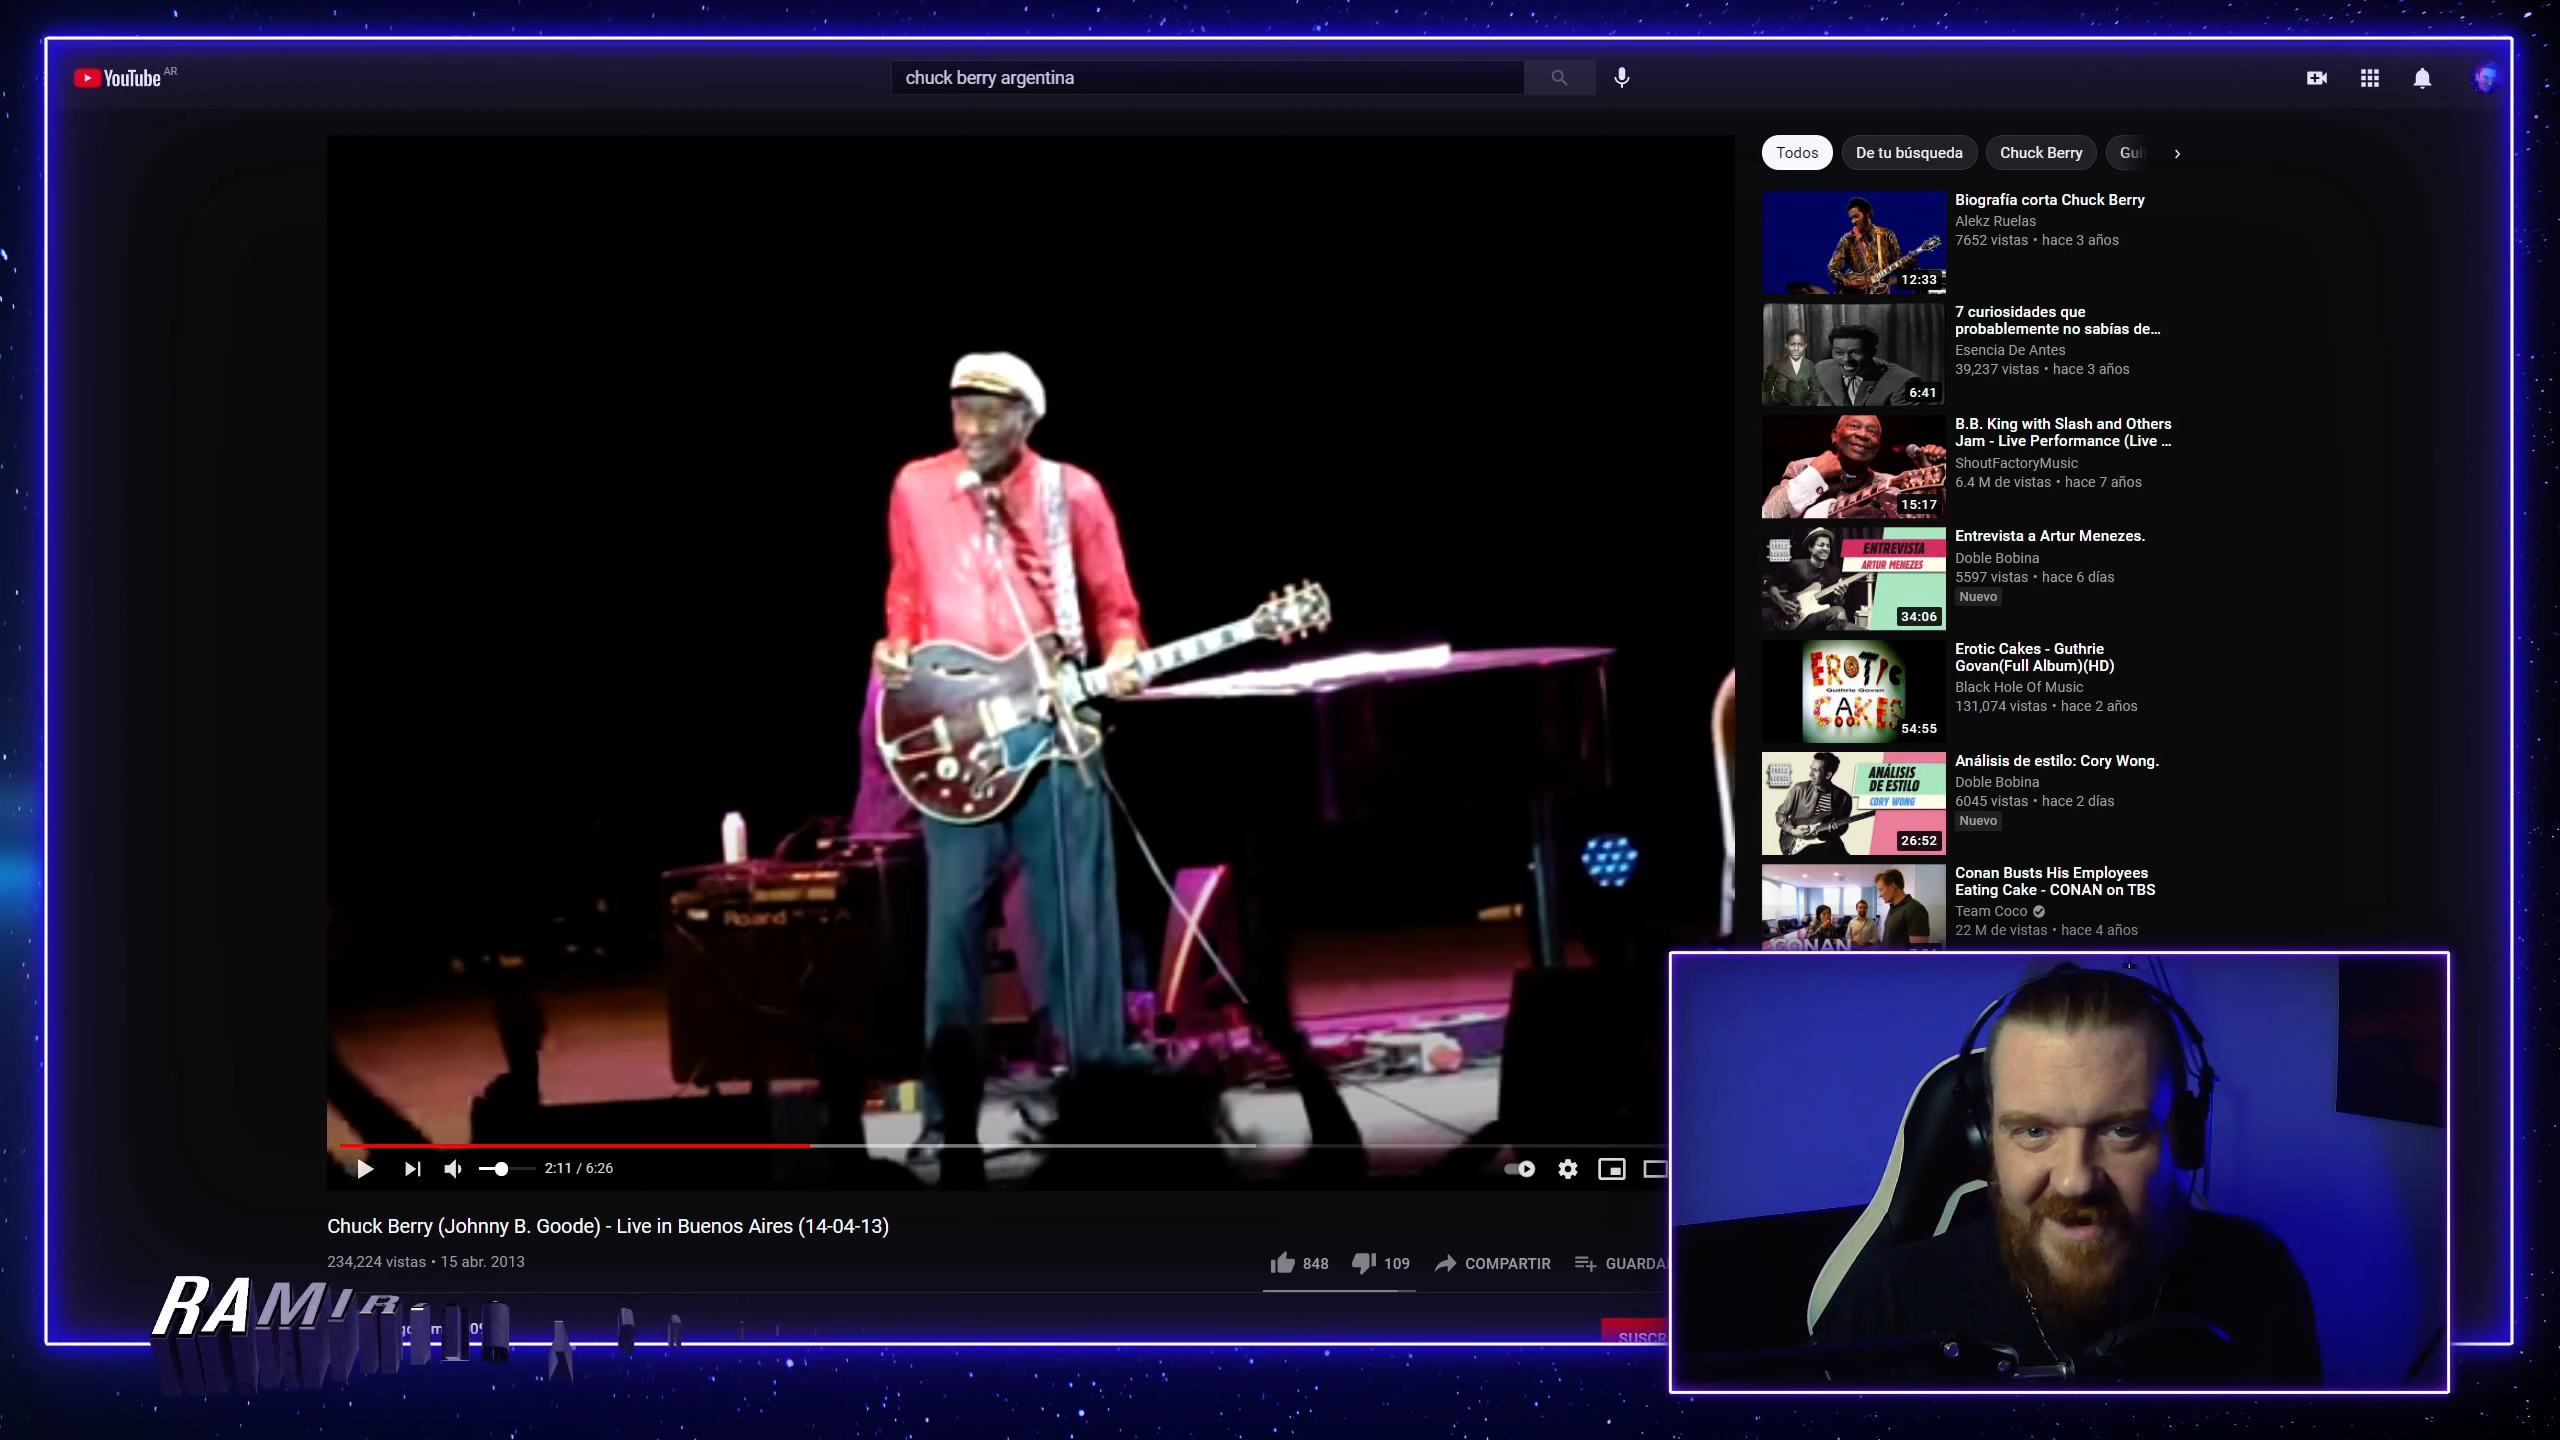 YouTube AR
chuck berry argentina
Todos
De tu búsqueda
Chuck Berry
Biografía corta Chuck Berry
Alekz Ruelas
7652 vistas • hace 3 años
12:33
7 curiosidades que
probablemente no sabías de...
Esencia De Antes
39,237 vistas • hace 3 años
6:41
B.B. King with Slash and Others
Jam - Live Performance (Live ...
ShoutFactoryMusic
6.4 M de vistas • hace 7 años
15:17
ENTREVISTA
ARTUR MENEZES
34:06
Entrevista a Artur Menezes.
Doble Bobina
5597 vistas • hace 6 días
Nuevo
EROTIC
Guthrie Govan
CAKES
54:55
Erotic Cakes - Guthrie
Govan(Full Album)(HD)
Black Hole Of Music
131,074 vistas • hace 2 años
ANÁLISIS
DE ESTILO
CORY WONG
26:52
Análisis de estilo: Cory Wong.
Doble Bobina
6045 vistas • hace 2 días
Nuevo
CONAN
Conan Busts His Employees
Eating Cake - CONAN on TBS
Team Coco
22 M de vistas • hace 4 años
Roland
2:11 / 6:26
Chuck Berry (Johnny B. Goode) - Live in Buenos Aires (14-04-13)
234,224 vistas • 15 abr. 2013
848
109
COMPARTIR
GUARDA
SUSCR
RAMIR